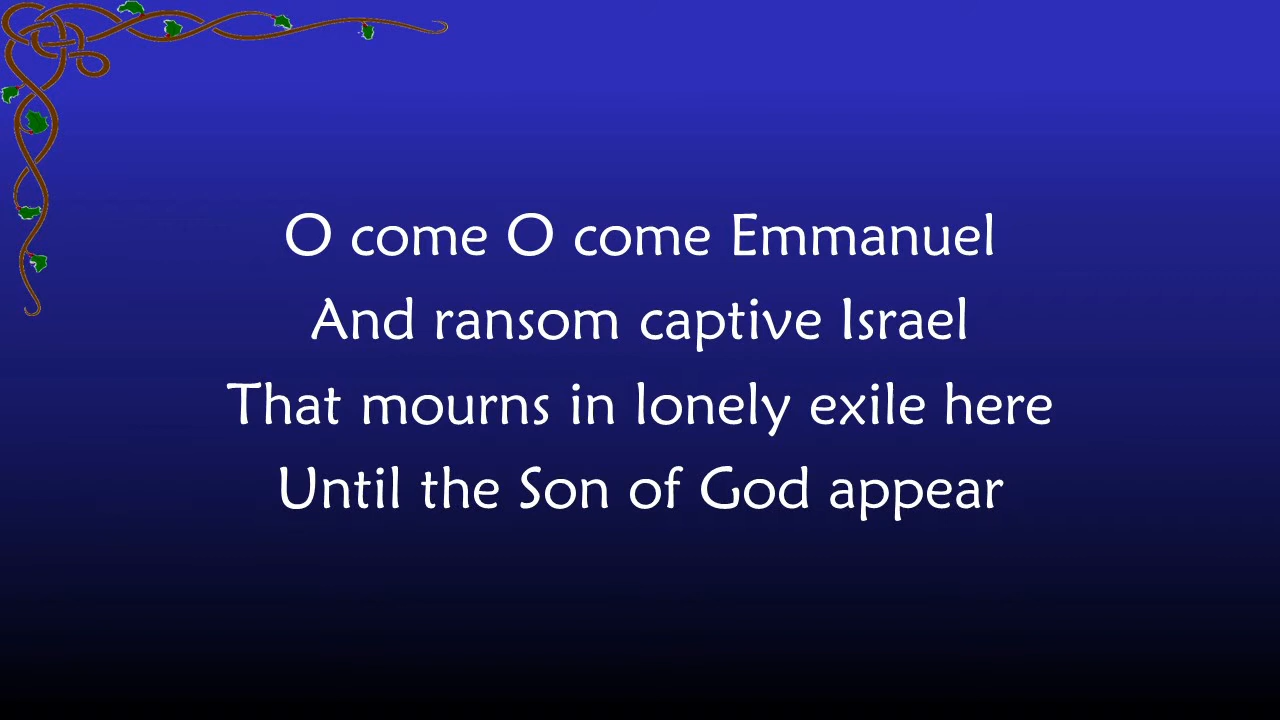 O come O come Emmanuel
And ransom captive Israel
That mourns in lonely exile here
Until the Son of God appear